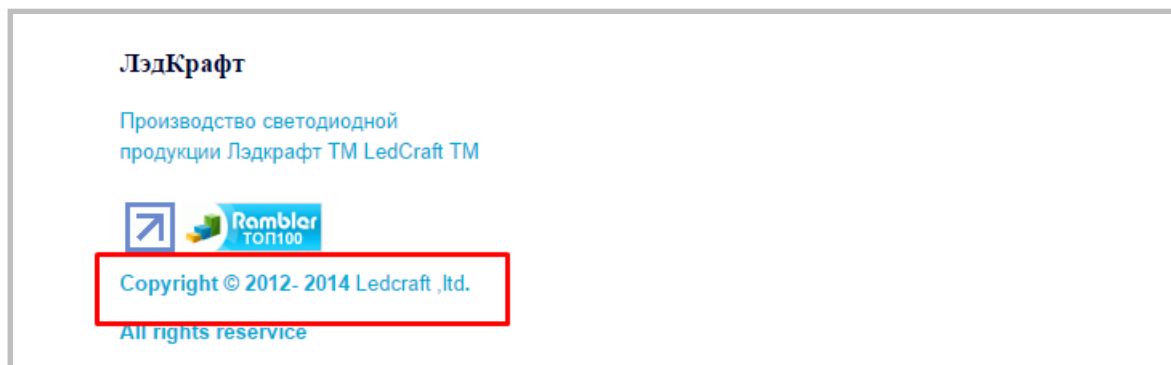 ЛэдКрафт
Производство светодиодной
продукции Лэдкрафт ТМ LedCraft TM
Rambler
ТОП100
Copyright © 2012- 2014 Ledcraft ,ltd.
All rights reservice